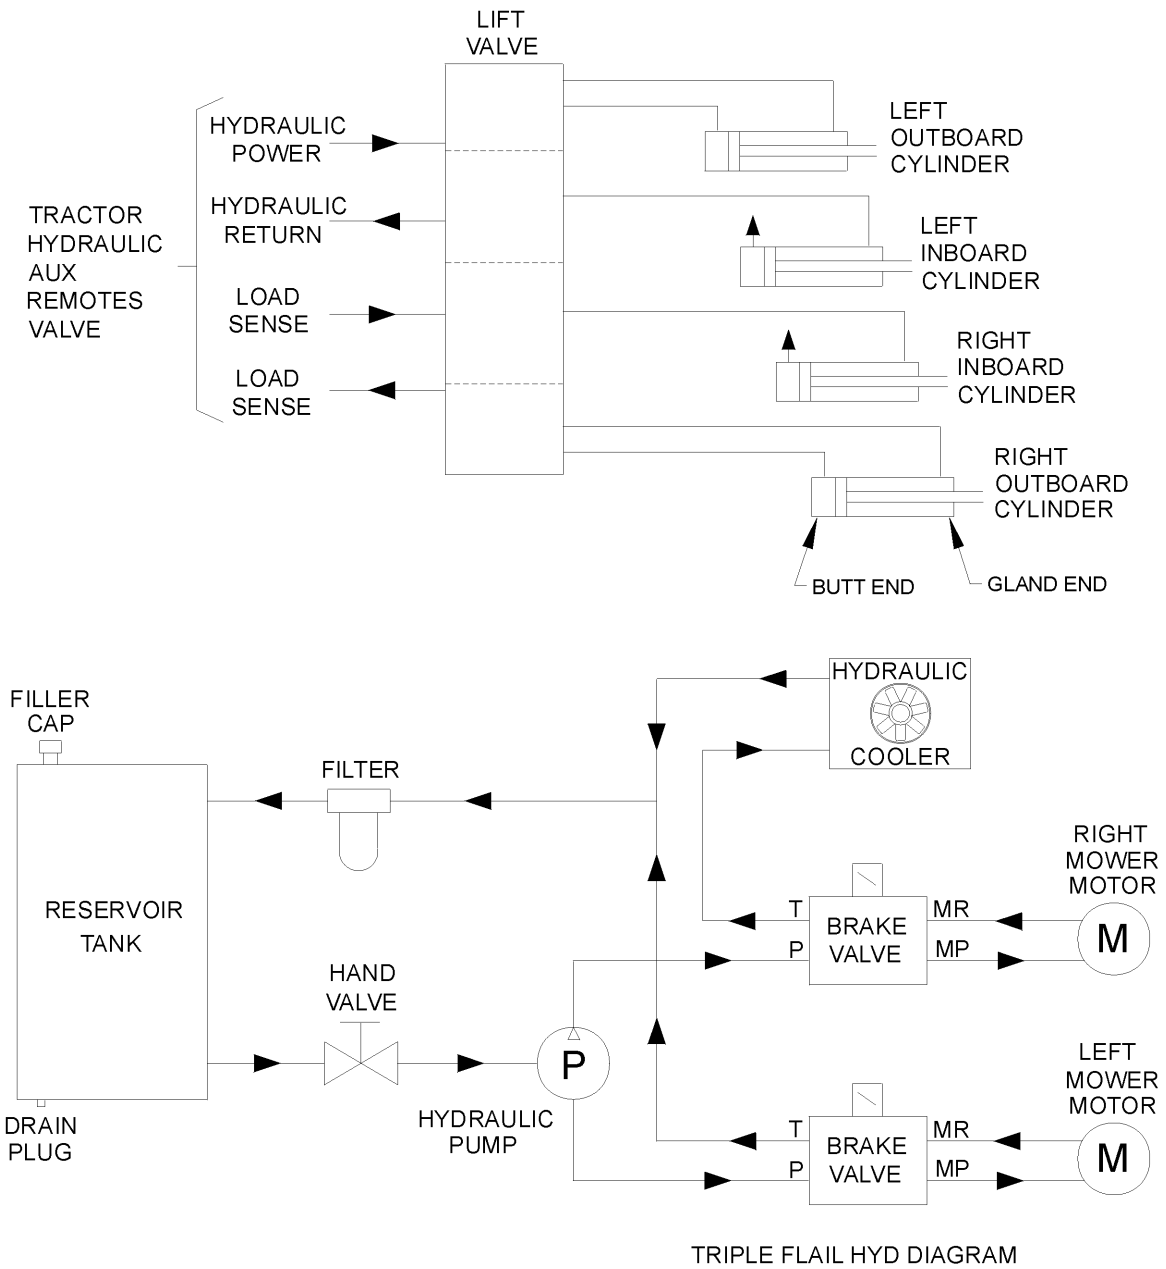 LIFT
VALVE
TRACTOR
HYDRAULIC
AUX
REMOTES
VALVE
HYDRAULIC
POWER
HYDRAULIC
RETURN
LOAD
SENSE
LOAD
SENSE
LEFT
OUTBOARD
CYLINDER
LEFT
INBOARD
CYLINDER
RIGHT
INBOARD
CYLINDER
RIGHT
OUTBOARD
CYLINDER
BUTT END
GLAND END
FILLER
CAP
FILTER
HYDRAULIC
COOLER
RESERVOIR
TANK
DRAIN
PLUG
HAND
VALVE
P
HYDRAULIC
PUMP
RIGHT
MOWER
MOTOR
T
P
BRAKE
VALVE
MR
MP
M
LEFT
MOWER
MOTOR
T
P
BRAKE
VALVE
MR
MP
M
TRIPLE FLAIL HYD DIAGRAM